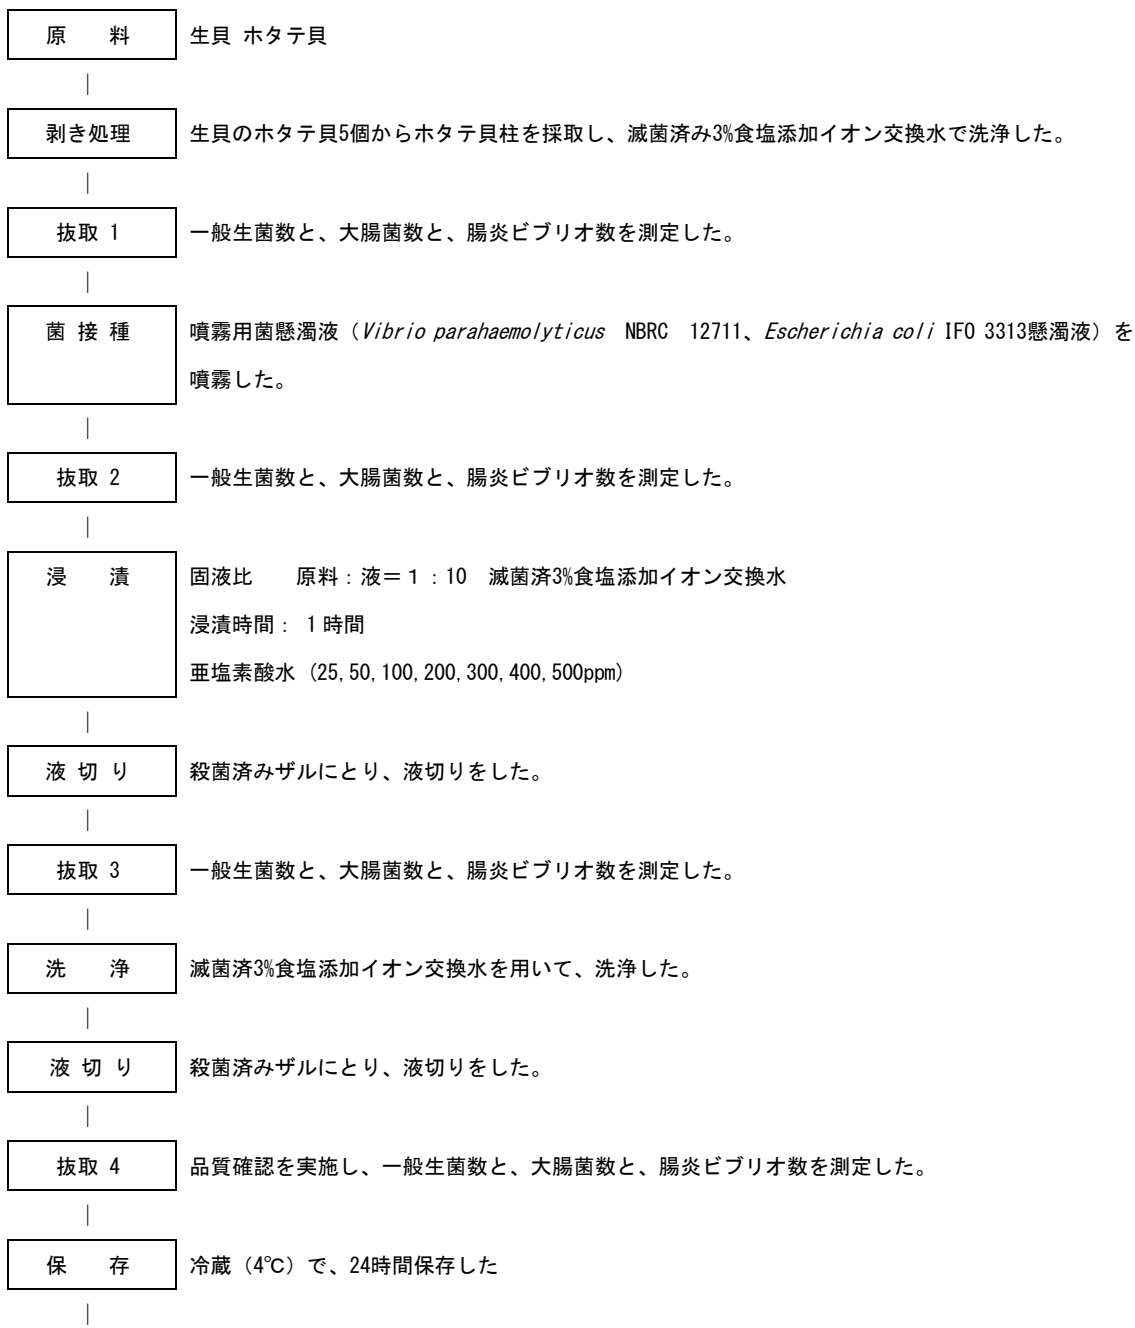 原　料 生貝 ホタテ貝
剥き処理 生貝のホタテ貝5個からホタテ貝柱を採取し、滅菌済み3%食塩添加イオン交換水で洗浄した。
抜取 1 一般生菌数と、大腸菌数と、腸炎ビブリオ数を測定した。
菌 接 種 噴霧用菌懸濁液（Vibrio parahaemolyticus　NBRC　12711、Escherichia coli IFO 3313懸濁液）を
噴霧した。
抜取 2 一般生菌数と、大腸菌数と、腸炎ビブリオ数を測定した。
浸　漬 固液比　　原料：液＝１：10　滅菌済3%食塩添加イオン交換水
浸漬時間： 1時間
亜塩素酸水 (25,50,100,200,300,400,500ppm)
液 切 り 殺菌済みザルにとり、液切りをした。
抜取 3 一般生菌数と、大腸菌数と、腸炎ビブリオ数を測定した。
洗　浄 滅菌済3%食塩添加イオン交換水を用いて、洗浄した。
液 切 り 殺菌済みザルにとり、液切りをした。
抜取 4 品質確認を実施し、一般生菌数と、大腸菌数と、腸炎ビブリオ数を測定した。
保　存 冷蔵（4℃）で、24時間保存した